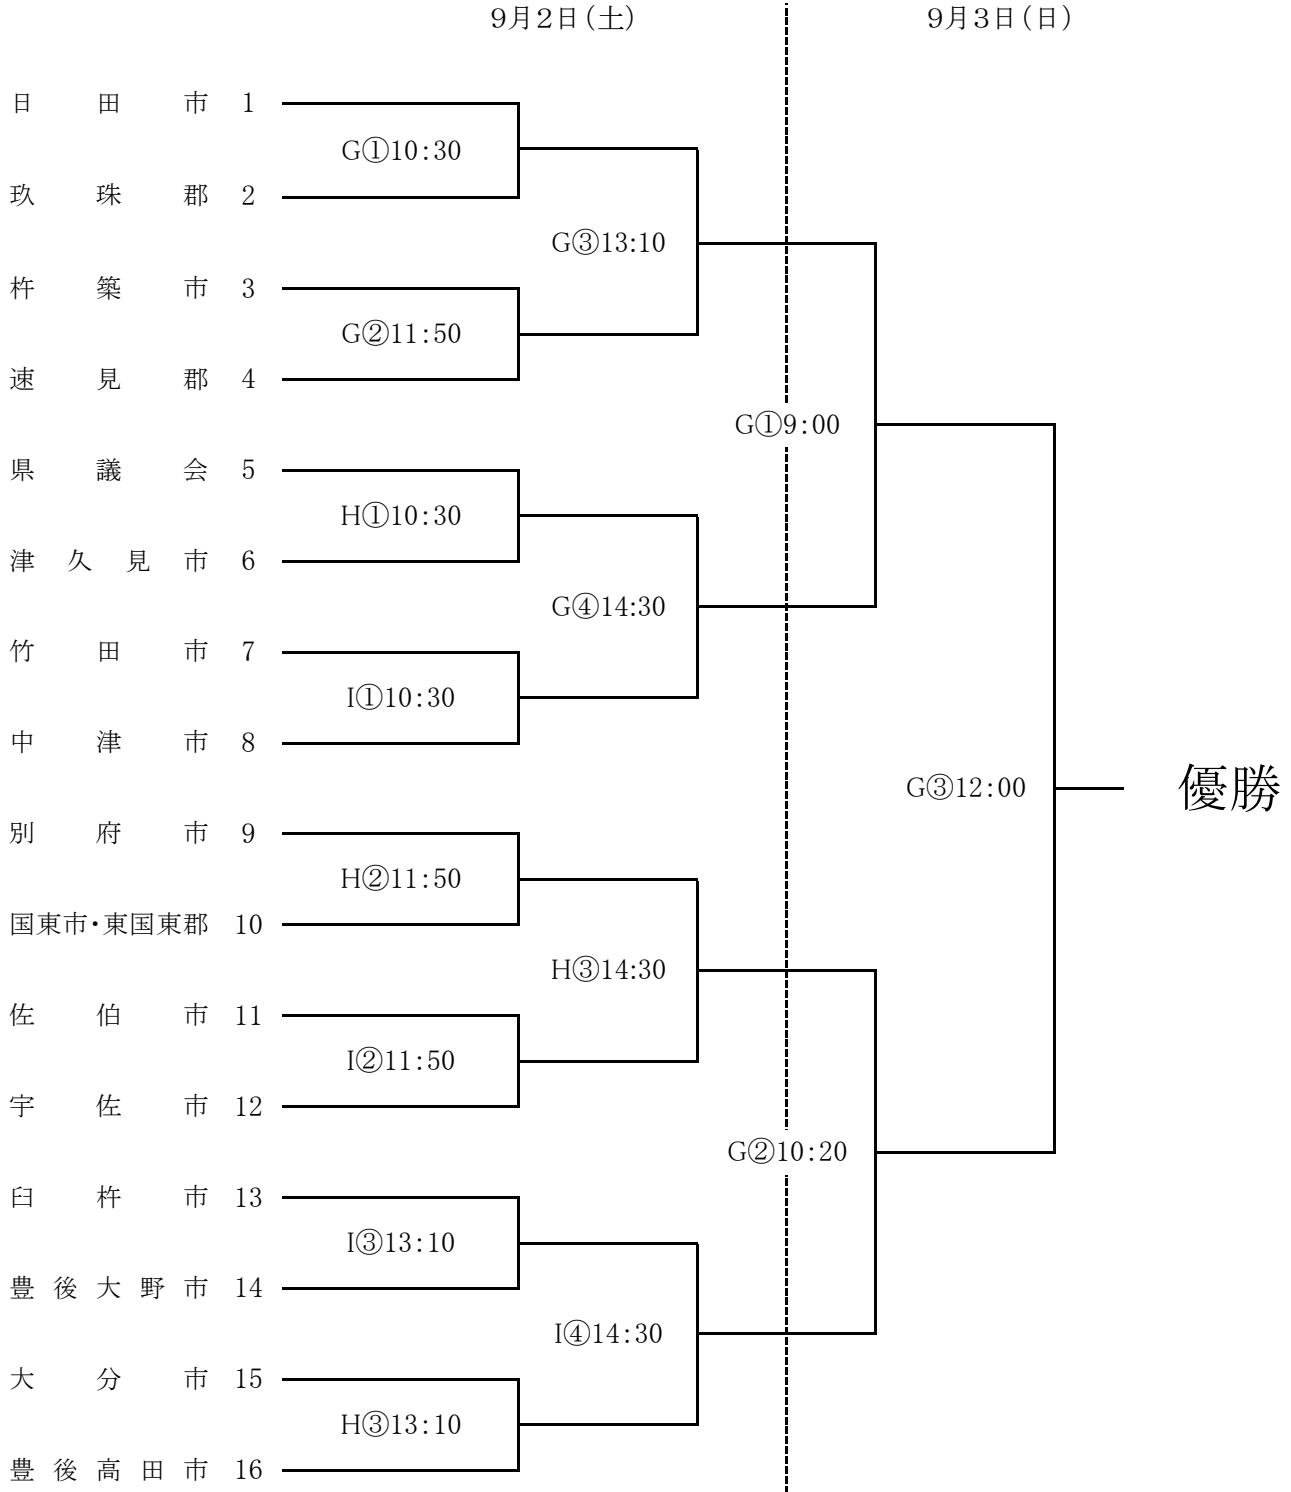 9月2日(土)
9月3日(日)
日田市 1
G①10:30
玖珠郡 2
G③13:10
杵築市 3
G②11:50
速見郡 4
G①9:00
県議会 5
H①10:30
津久見市 6
G④14:30
竹田市 7
I①10:30
中津市 8
G③12:00
優勝
別府市 9
H②11:50
国東市・東国東郡 10
H③14:30
佐伯市 11
I②11:50
宇佐市 12
G②10:20
臼杵市 13
I③13:10
豊後大野市 14
I④14:30
大分市 15
H③13:10
豊後高田市 16